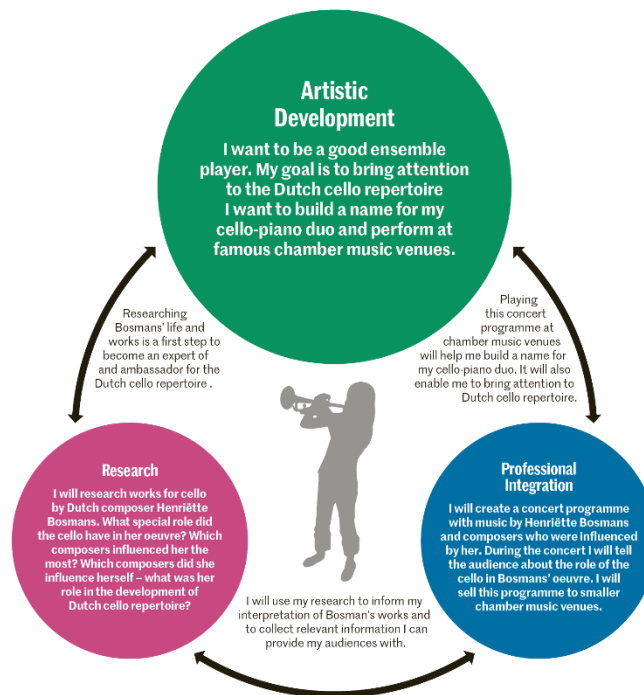 Artistic
Development
I want to be a good ensemble
player. My goal is to bring attention
to the Dutch cello repertoire
I want to build a name for my
cello-piano duo and perform at
famous chamber music venues.
Researching
Bosmans' life and
works is a first step to
become an expert of
and ambassador for the
Dutch cello repertoire .
Playing
this concert
programme at
chamber music venues
will help me build a name for
my cello-piano duo. It will also
enable me to bring attention to
Dutch cello repertoire.
Research
I will research works for cello
by Dutch composer Henriëtte
Bosmans. What special role did
the cello have in her oeuvre? Which
composers influenced her the
most? Which composers did she
influence herself – what was her
role in the development of
Dutch cello repertoire?
Professional
Integration
I will create a concert programme
with music by Henriëtte Bosmans
and composers who were influenced
by her. During the concert I will tell
the audience about the role of the
cello in Bosmans' oeuvre. I will
sell this programme to smaller
chamber music venues.
I will use my research to inform my
interpretation of Bosman's works and
to collect relevant information I can
provide my audiences with.